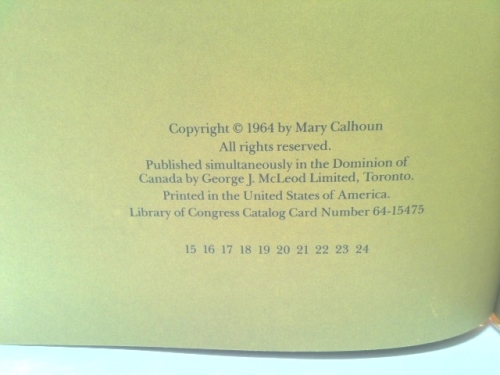 Copyright © 1964 by Mary Calhoun
All rights reserved.
Published simultaneously in the Dominion of
Canada by George J. McLeod Limited, Toronto.
Printed in the United States of America.
Library of Congress Catalog Card Number 64-15475
15 16 17 18 19 20 21 22 23 24